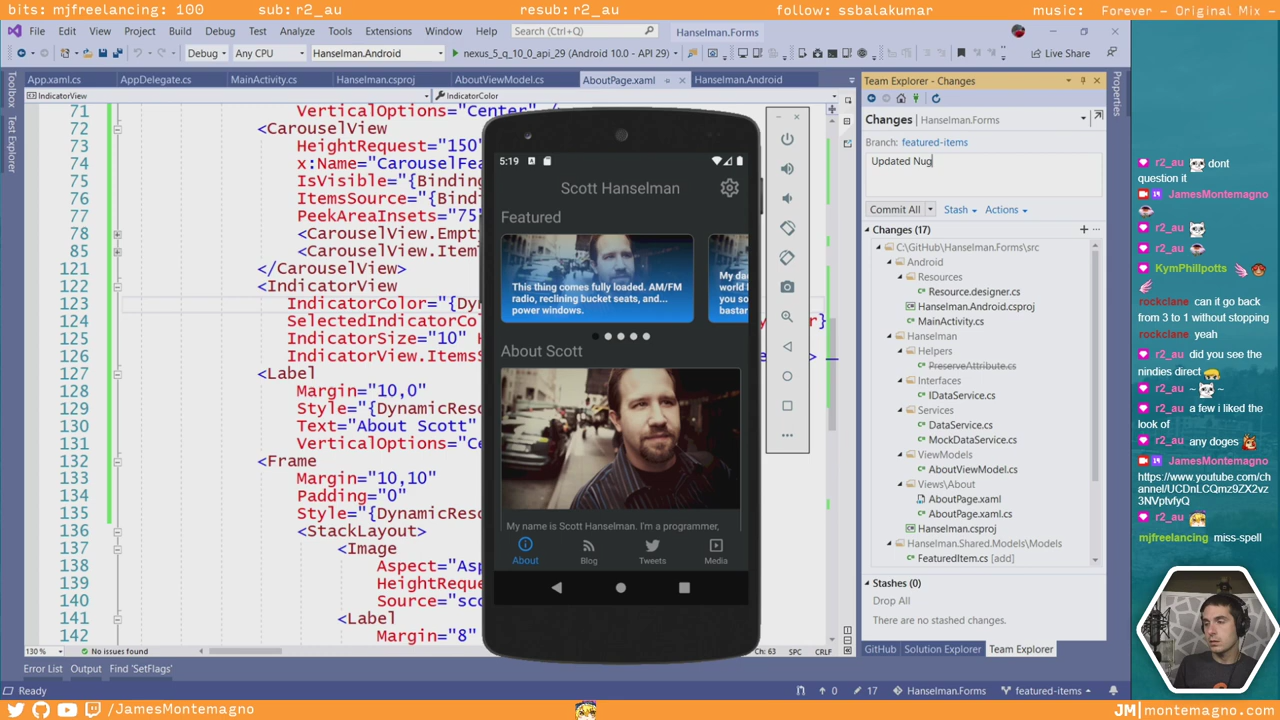 bits: mjfreelancing: 100
sub: r2_au
resub: r2_au
follow: ssbalakumar
music: Forever - Original Mix -
File Edit View Project Build Debug Test Analyze Tools Extensions Window Help
Search (Ctrl+Q)
Hanselman.Forms
Debug Any CPU Hanselman.Android nexus_5_q_10_0_api_29 (Android 10.0 - API 29)
Live Share
Toolbox
Test Explorer
App.xaml.cs AppDelegate.cs MainActivity.cs Hanselman.csproj AboutViewModel.cs AboutPage.xaml Hanselman.Android
IndicatorView IndicatorColor
71 VerticalOptions="Center" /
72 <CarouselView
73 HeightRequest="150"
74 x:Name="CarouselFea
75 IsVisible="{Binding
76 ItemsSource="{Bind
77 PeekAreaInsets="75"
78 <CarouselView.Empt
85 <CarouselView.Item
121 </CarouselView>
122 <IndicatorView
123 IndicatorColor="{Dy
124 SelectedIndicatorCo
125 IndicatorSize="10"
126 IndicatorView.ItemsS
127 <Label
128 Margin="10,0"
129 Style="{DynamicReso
130 Text="About Scott"
131 VerticalOptions="Ce
132 <Frame
133 Margin="10,10"
134 Padding="0"
135 Style="{DynamicReso
136 <StackLayout>
137 <Image
138 Aspect="Asp
139 HeightReque
140 Source="sco
141 <Label
142 Margin="8"
130 % No issues found
Ch: 63 SPC CRLF
Error List Output Find 'SetFlags'
Ready
0 17 Hanselman.Forms featured-items
5:19
Scott Hanselman
Featured
This thing comes fully loaded. AM/FM
radio, reclining bucket seats, and...
power windows.
My da
world
you so
bastar
About Scott
My name is Scott Hanselman. I'm a programmer,
About Blog Tweets Media
Team Explorer - Changes
Changes | Hanselman.Forms
Branch: featured-items
Updated Nug
Commit All Stash Actions
Changes (17)
C:\GitHub\Hanselman.Forms\src
Android
Resources
Resource.designer.cs
Hanselman.Android.csproj
MainActivity.cs
Hanselman
Helpers
PreserveAttribute.cs
Interfaces
IDataService.cs
Services
DataService.cs
MockDataService.cs
ViewModels
AboutViewModel.cs
Views\About
AboutPage.xaml
AboutPage.xaml.cs
Hanselman.csproj
Hanselman.Shared.Models\Models
FeaturedItem.cs [add]
Stashes (0)
Drop All
There are no stashed changes.
GitHub Solution Explorer Team Explorer
Properties
r2_au dont
question it
JamesMontemagno
r2_au
r2_au
KymPhillpotts
rockclane can it go back
from 3 to 1 without stopping
rockclane yeah
r2_au did you see the
nindies direct
r2_au ~ ~
r2_au a few i liked the
look of
r2_au any doges
JamesMontemagno
https://www.youtube.com/ch
annel/UCDnLCQmz9ZX2vz
3NVptvfyQ
r2_au
mjfreelancing miss-spell
/JamesMontemagno
JM montemagno.com